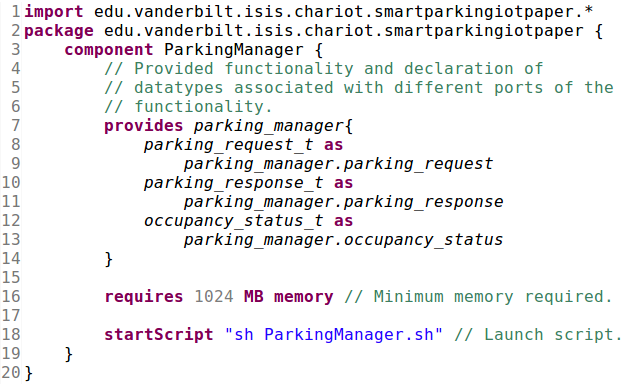 1 import edu.vanderbilt.isis.chariot.smartparkingiotpaper.*
2 package edu.vanderbilt.isis.chariot.smartparkingiotpaper {
3     component ParkingManager {
4         // Provided functionality and declaration of
5         // datatypes associated with different ports of the
6         // functionality.
7         provides parking_manager{
8             parking_request_t as
9                 parking_manager.parking_request
10             parking_response_t as
11                 parking_manager.parking_response
12             occupancy_status_t as
13                 parking_manager.occupancy_status
14         }
15
16         requires 1024 MB memory // Minimum memory required.
17
18         startScript "sh ParkingManager.sh" // Launch script.
19     }
20 }